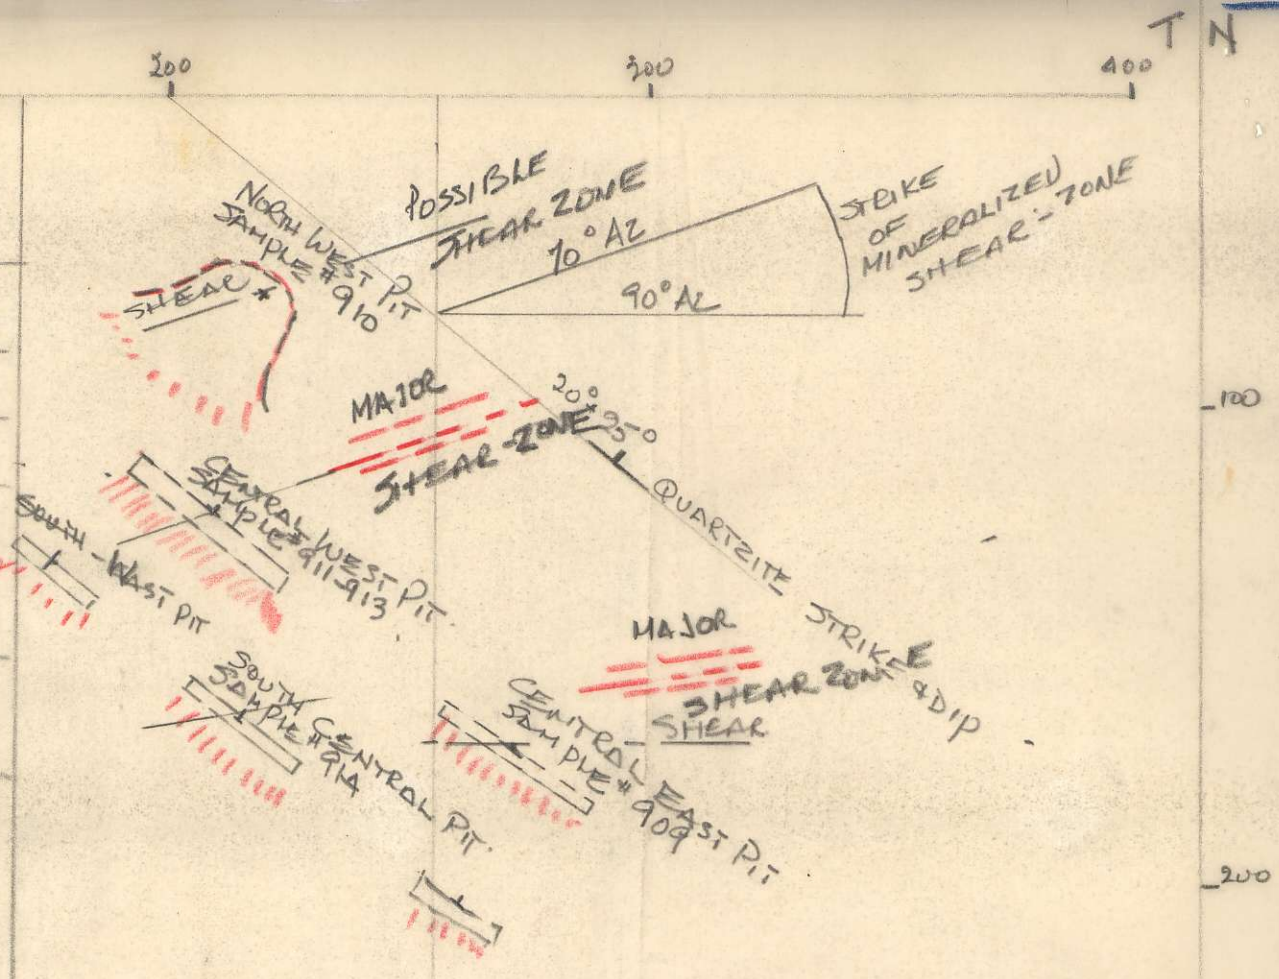 T N
200
300
400
POSSIBLE
SHEAR ZONE
70° AZ
90° AZ
STRIKE
OF
MINERALIZED
SHEAR - ZONE
NORTH WEST PIT
SAMPLE # 910
SHEAR
MAJOR
SHEAR-ZONE
20°
25°
100
QUARTZITE STRIKE & DIP
CENTRAL WEST PIT.
SAMPLE # 911-913
SOUTH-WAST PIT
MAJOR
SHEAR ZONE
SHEAR
SOUTH CENTRAL PIT.
SAMPLE # 914
CENTRAL EAST PIT
SAMPLE # 909
200